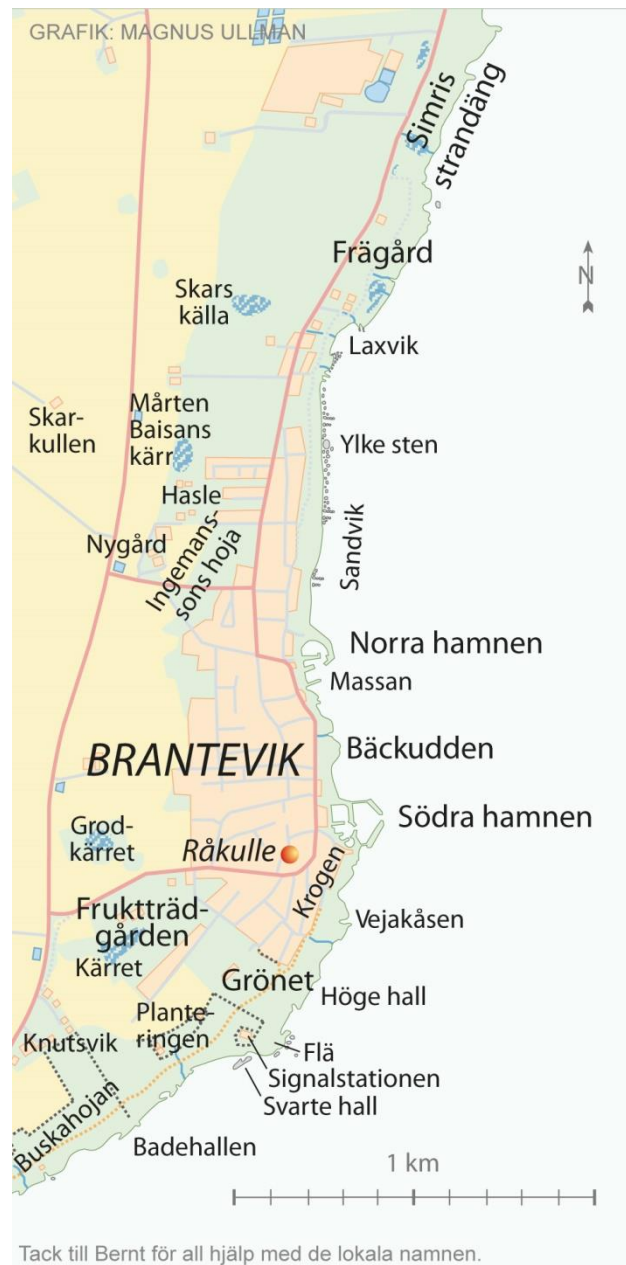 GRAFIK: MAGNUS ULLMAN
Simris
strandäng
Frägård
N
Skars
källa
Laxvik
Skar-
kullen
Mårten
Baisans
kärr
Ylke sten
Hasle
Sandvik
Nygård
Ingemans-
sons hoja
Norra hamnen
Massan
BRANTEVIK
Bäckudden
Södra hamnen
Grod-
kärret
Råkulle
Krogen
Fruktträd-
gården
Vejakåsen
Kärret
Grönet
Höge hall
Plante-
ringen
Knutsvik
Flä
Signalstationen
Svarte hall
Buskahojan
Badehallen
1 km
Tack till Bernt för all hjälp med de lokala namnen.